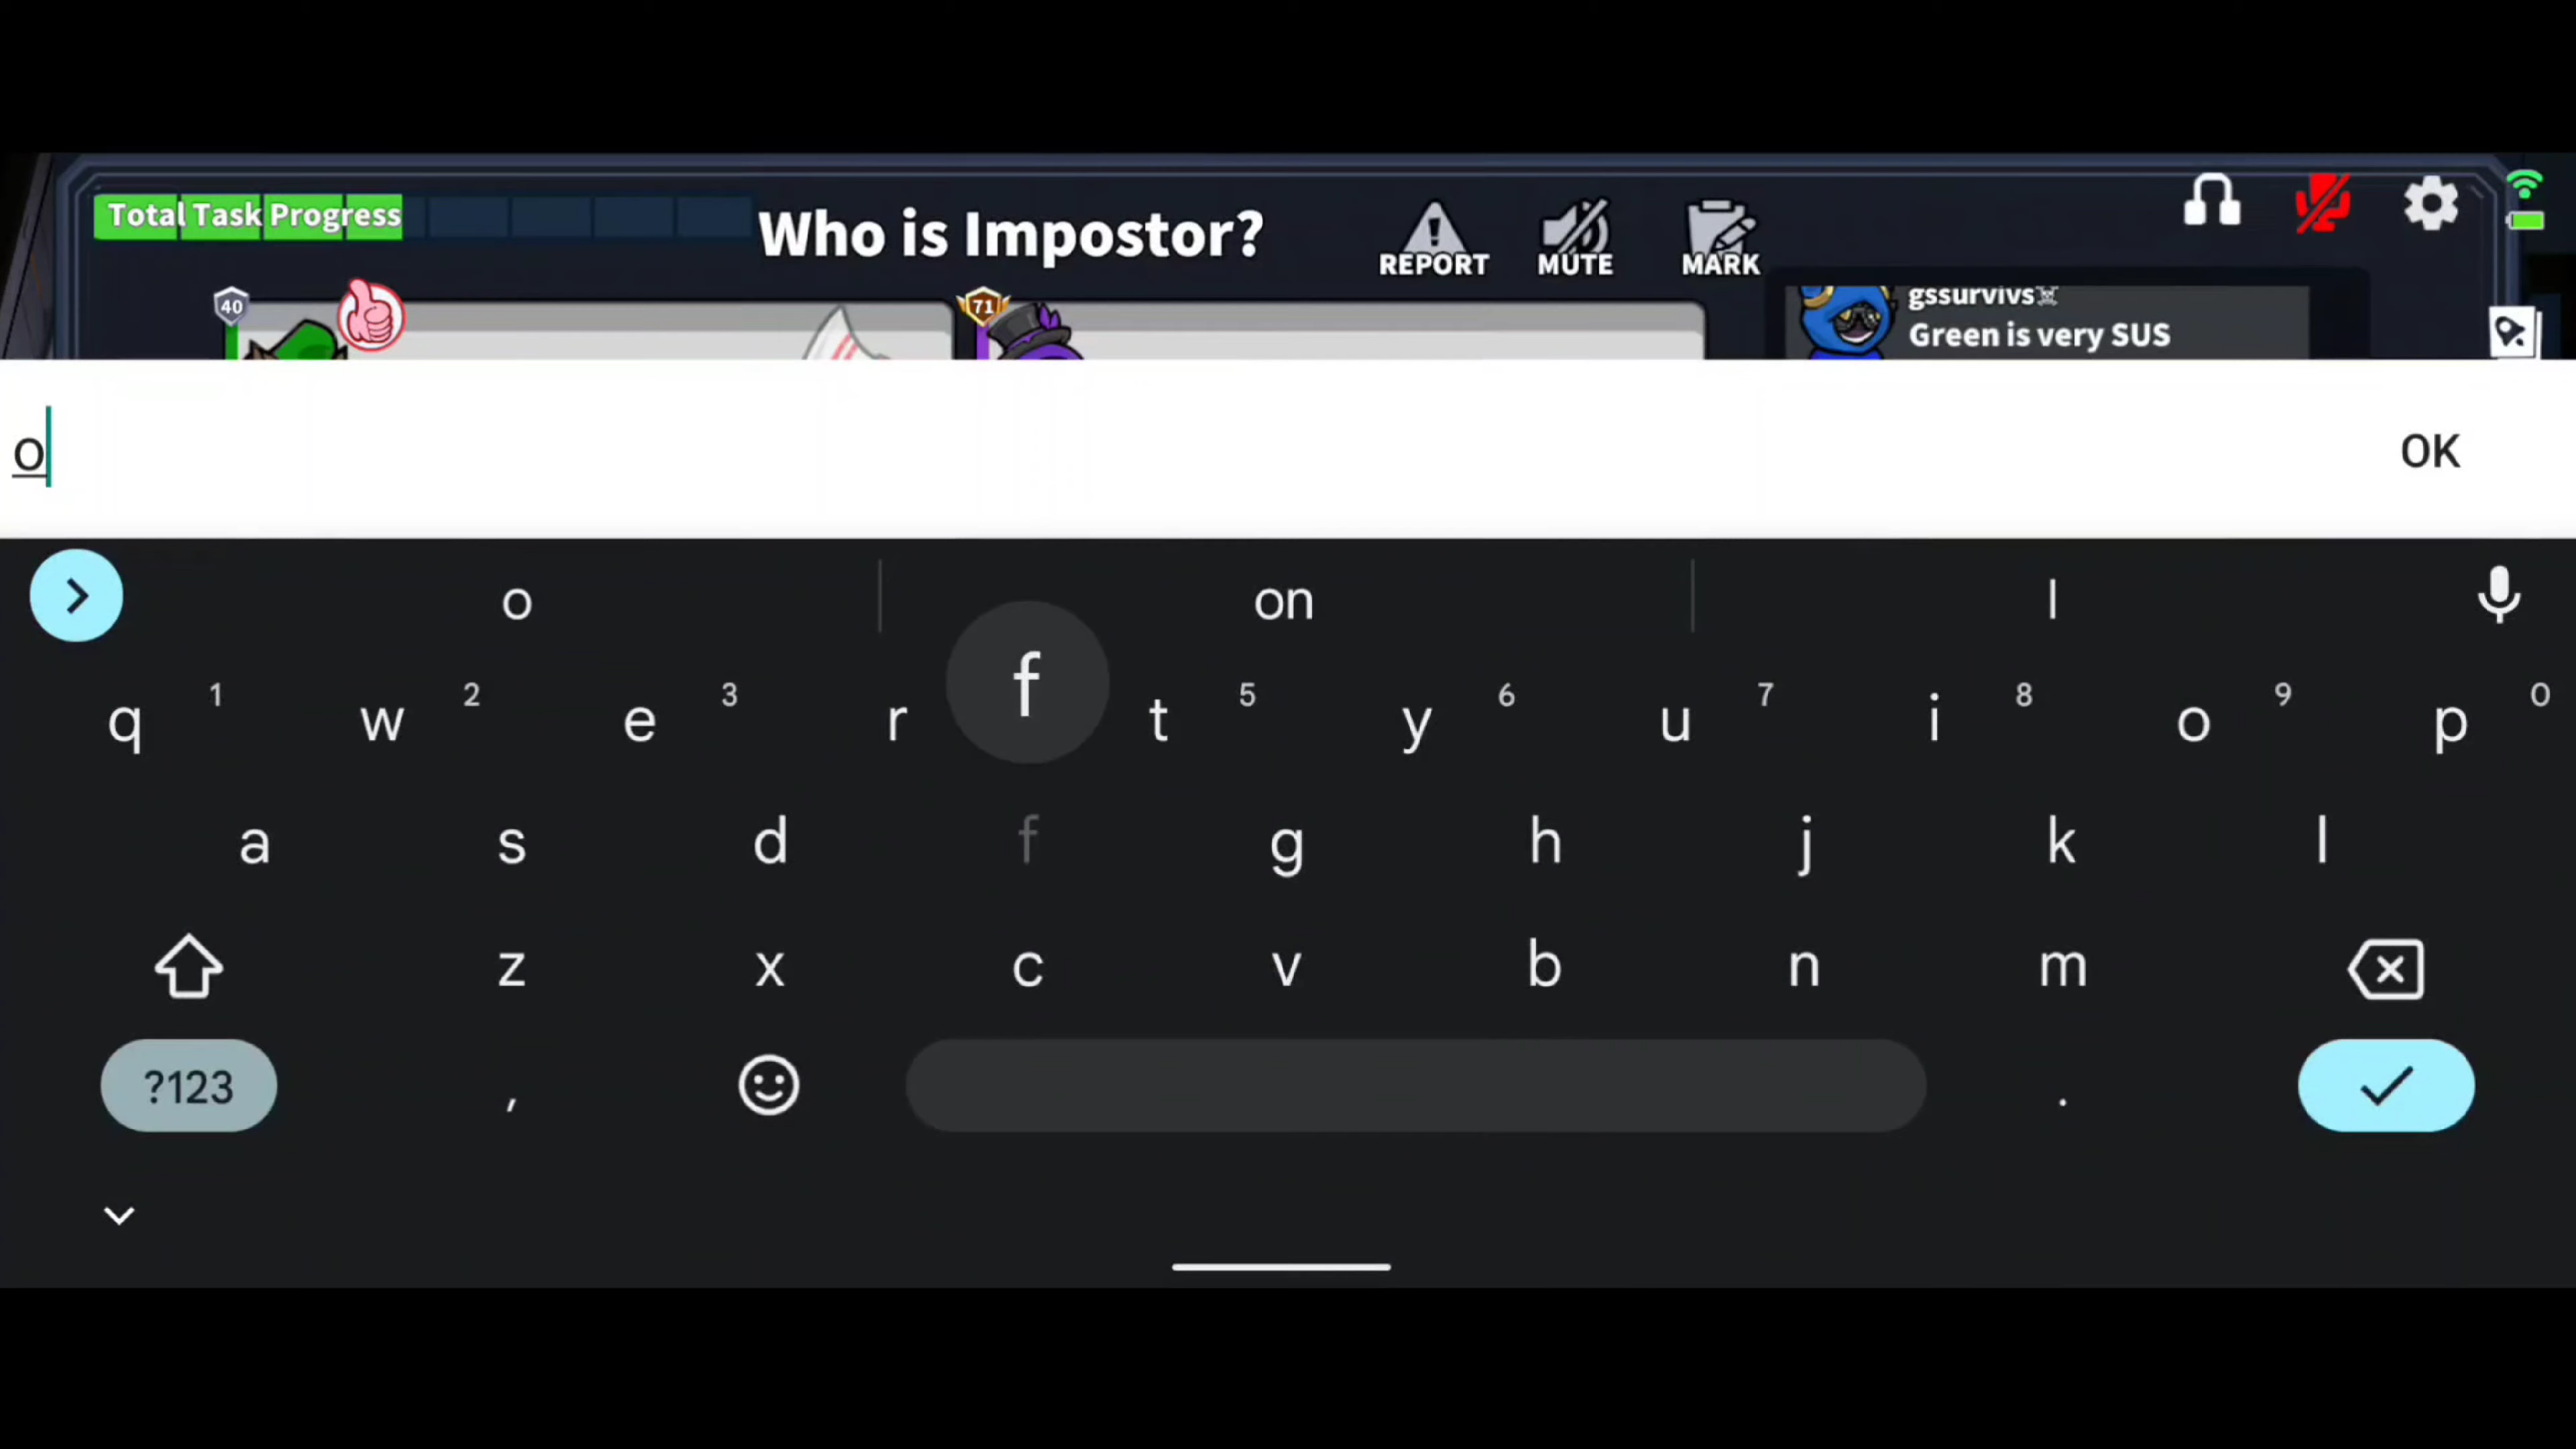 Total Task Progress
Who is Impostor?
REPORT
MUTE
MARK
40
71
gssurvivs
Green is very SUS
o
OK
o
on
I
f
q 1 w 2 e 3 r t 5 y 6 u 7 i 8 o 9 p 0
a s d f g h j k l
z x c v b n m
?123 , .